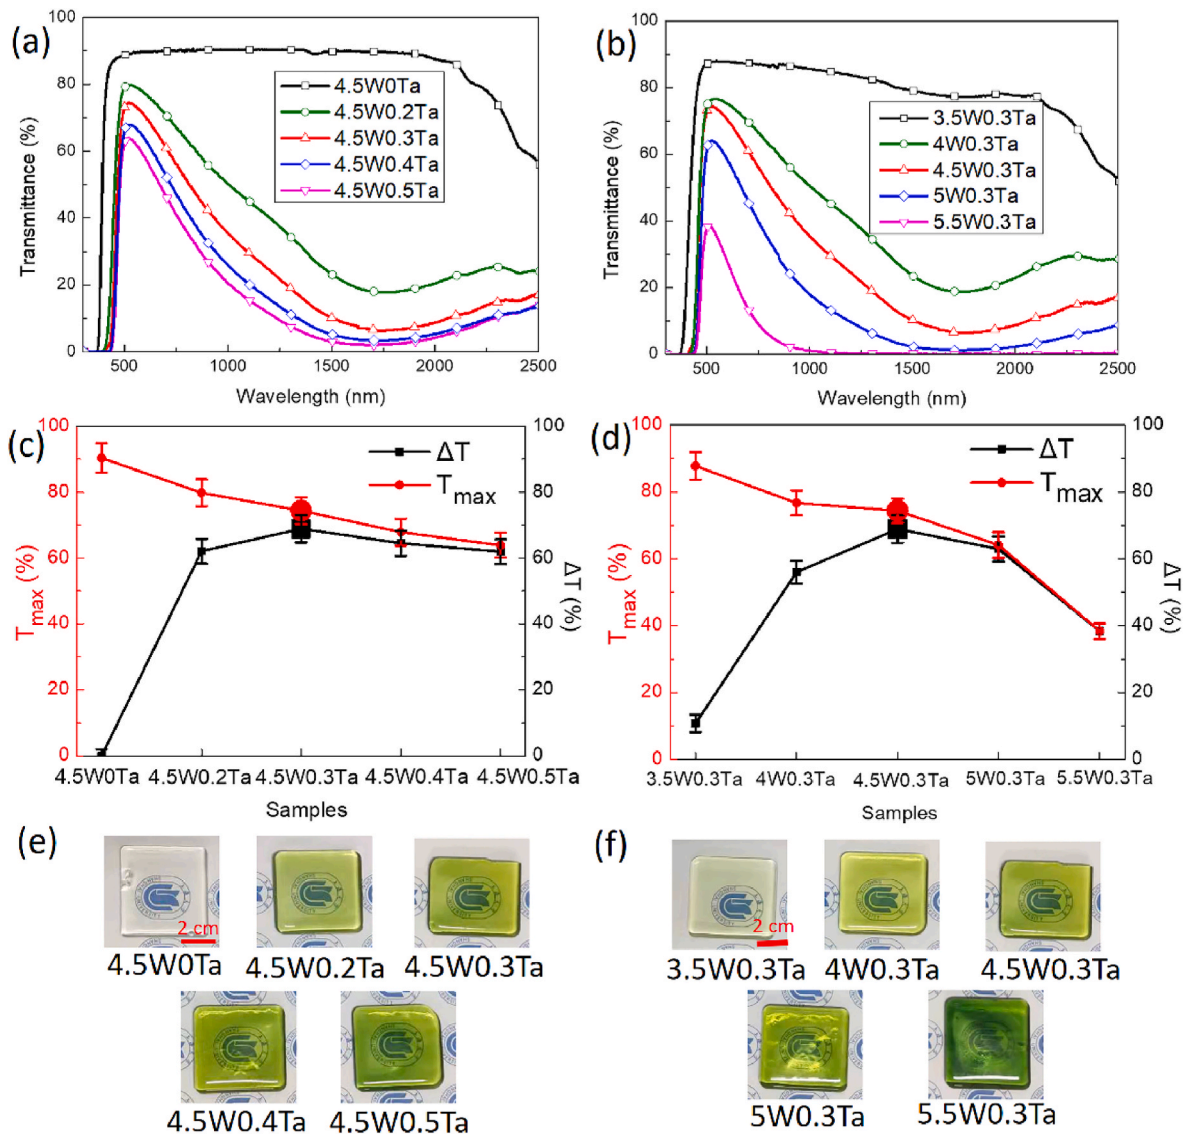 (a)
100
80
60
40
20
0
Transmittance (%)
4.5W0Ta
4.5W0.2Ta
4.5W0.3Ta
4.5W0.4Ta
4.5W0.5Ta
500 1000 1500 2000 2500
Wavelength (nm)
(b)
100
80
60
40
20
0
Transmittance (%)
3.5W0.3Ta
4W0.3Ta
4.5W0.3Ta
5W0.3Ta
5.5W0.3Ta
500 1000 1500 2000 2500
Wavelength (nm)
(c)
100
80
60
40
20
0
Tmax (%)
ΔT
Tmax
100
80
60
40
20
0
ΔT (%)
4.5W0Ta 4.5W0.2Ta 4.5W0.3Ta 4.5W0.4Ta 4.5W0.5Ta
Samples
(d)
100
80
60
40
20
0
Tmax (%)
ΔT
Tmax
100
80
60
40
20
0
ΔT (%)
3.5W0.3Ta 4W0.3Ta 4.5W0.3Ta 5W0.3Ta 5.5W0.3Ta
Samples
(e)
2 cm
4.5W0Ta 4.5W0.2Ta 4.5W0.3Ta
4.5W0.4Ta 4.5W0.5Ta
(f)
2 cm
3.5W0.3Ta 4W0.3Ta 4.5W0.3Ta
5W0.3Ta 5.5W0.3Ta